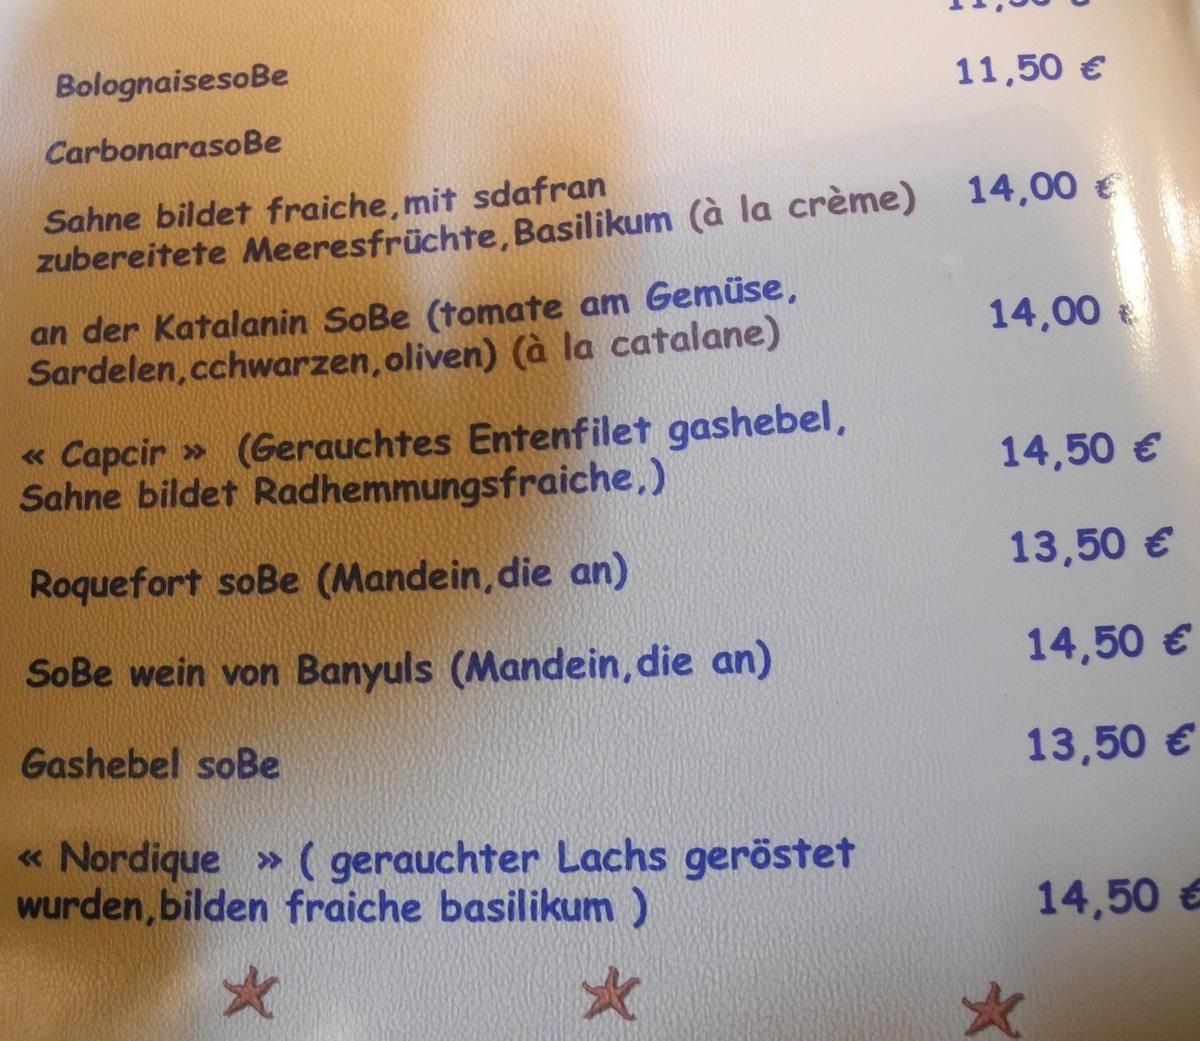 BolognaisesoBe
11,50 €
CarbonarasoBe
Sahne bildet fraiche,mit sdafran
zubereitete Meeresfrüchte,Basilikum (à la crème)
14,00 €
an der Katalanin SoBe (tomate am Gemüse,
Sardelen,cchwarzen,oliven) (à la catalane)
14,00 €
« Capcir » (Gerauchtes Entenfilet gashebel,
Sahne bildet Radhemmungsfraiche,)
14,50 €
Roquefort soBe (Mandein,die an)
13,50 €
SoBe wein von Banyuls (Mandein,die an)
14,50 €
Gashebel soBe
13,50 €
« Nordique » ( gerauchter Lachs geröstet
wurden,bilden fraiche basilikum )
14,50 €